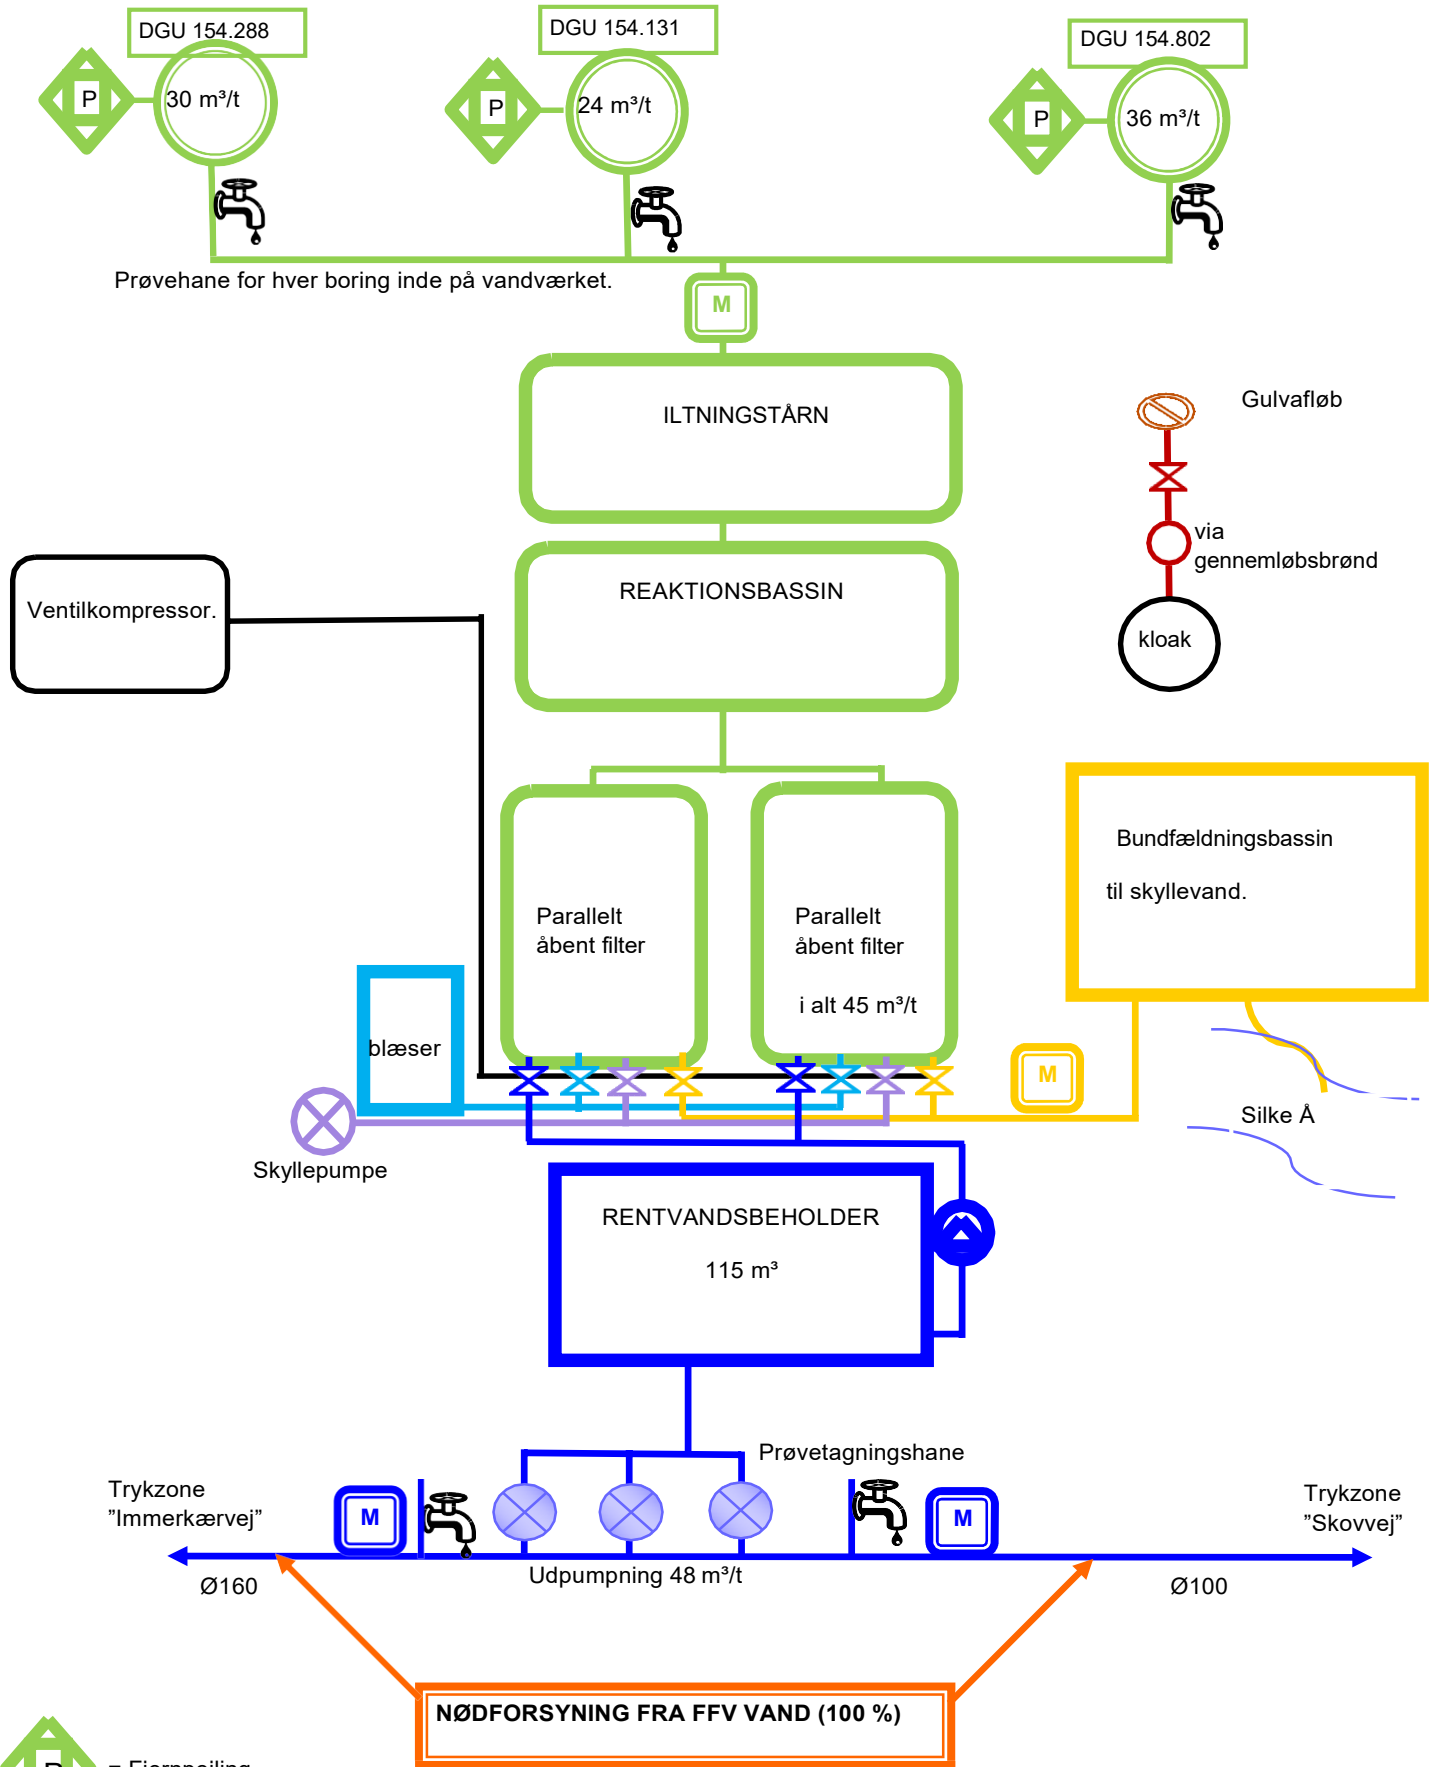 DGU 154.288
DGU 154.131
DGU 154.802
P
30 m³/t
P
24 m³/t
P
36 m³/t
Prøvehane for hver boring inde på vandværket.
M
ILTNINGSTÅRN
Gulvafløb
via
gennemløbsbrønd
kloak
REAKTIONSBASSIN
Ventilkompressor.
Bundfældningsbassin
til skyllevand.
Parallelt
åbent filter
Parallelt
åbent filter
i alt 45 m³/t
blæser
M
Silke Å
Skyllepumpe
RENTVANDSBEHOLDER
115 m³
Prøvetagningshane
Trykzone
”Immerkærvej”
M
M
Trykzone
”Skovvej”
Ø160
Udpumpning 48 m³/t
Ø100
NØDFORSYNING FRA FFV VAND (100 %)